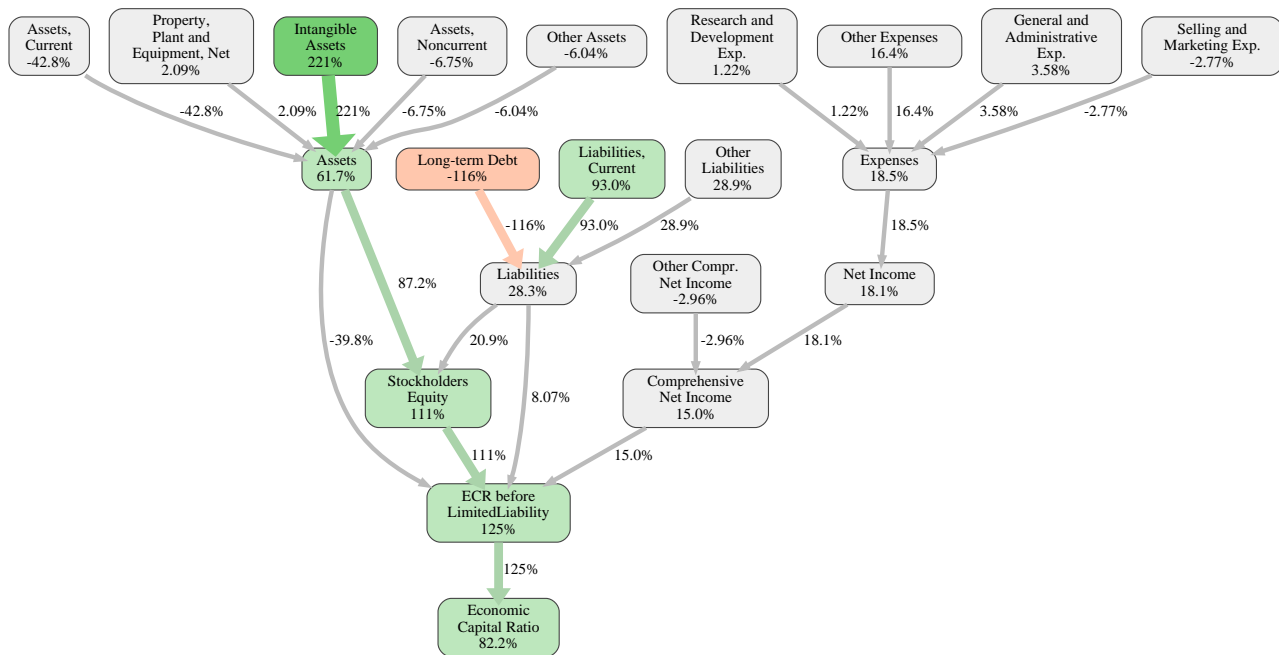 Assets,
Current
-42.8%
Property,
Plant and
Equipment, Net
2.09%
Intangible
Assets
221%
Assets,
Noncurrent
-6.75%
Other Assets
-6.04%
Research and
Development
Exp.
1.22%
Other Expenses
16.4%
General and
Administrative
Exp.
3.58%
Selling and
Marketing Exp.
-2.77%
-42.8%
2.09%
221%
-6.75%
-6.04%
1.22%
16.4%
3.58%
-2.77%
Assets
61.7%
Long-term Debt
-116%
Liabilities,
Current
93.0%
Other
Liabilities
28.9%
Expenses
18.5%
-116%
93.0%
28.9%
18.5%
87.2%
Liabilities
28.3%
Other Compr.
Net Income
-2.96%
Net Income
18.1%
-39.8%
20.9%
-2.96%
18.1%
Stockholders
Equity
111%
8.07%
Comprehensive
Net Income
15.0%
111%
15.0%
ECR before
LimitedLiability
125%
125%
Economic
Capital Ratio
82.2%